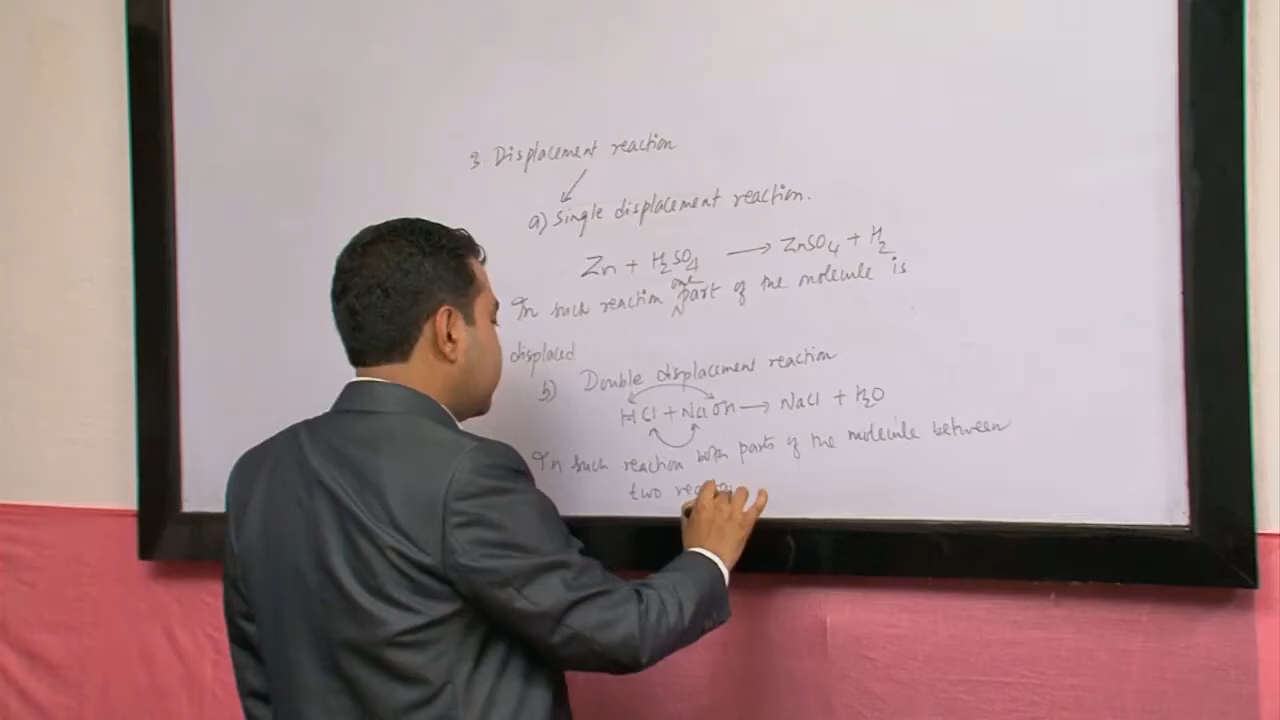 3 Displacement reaction
a) Single displacement reaction.
Zn + H₂SO₄ ⟶ ZnSO₄ + H₂
In such reaction one part of the molecule is
displaced
b) Double displacement reaction
HCl + NaOH ⟶ NaCl + H₂O
In such reaction both parts of the molecule between
two